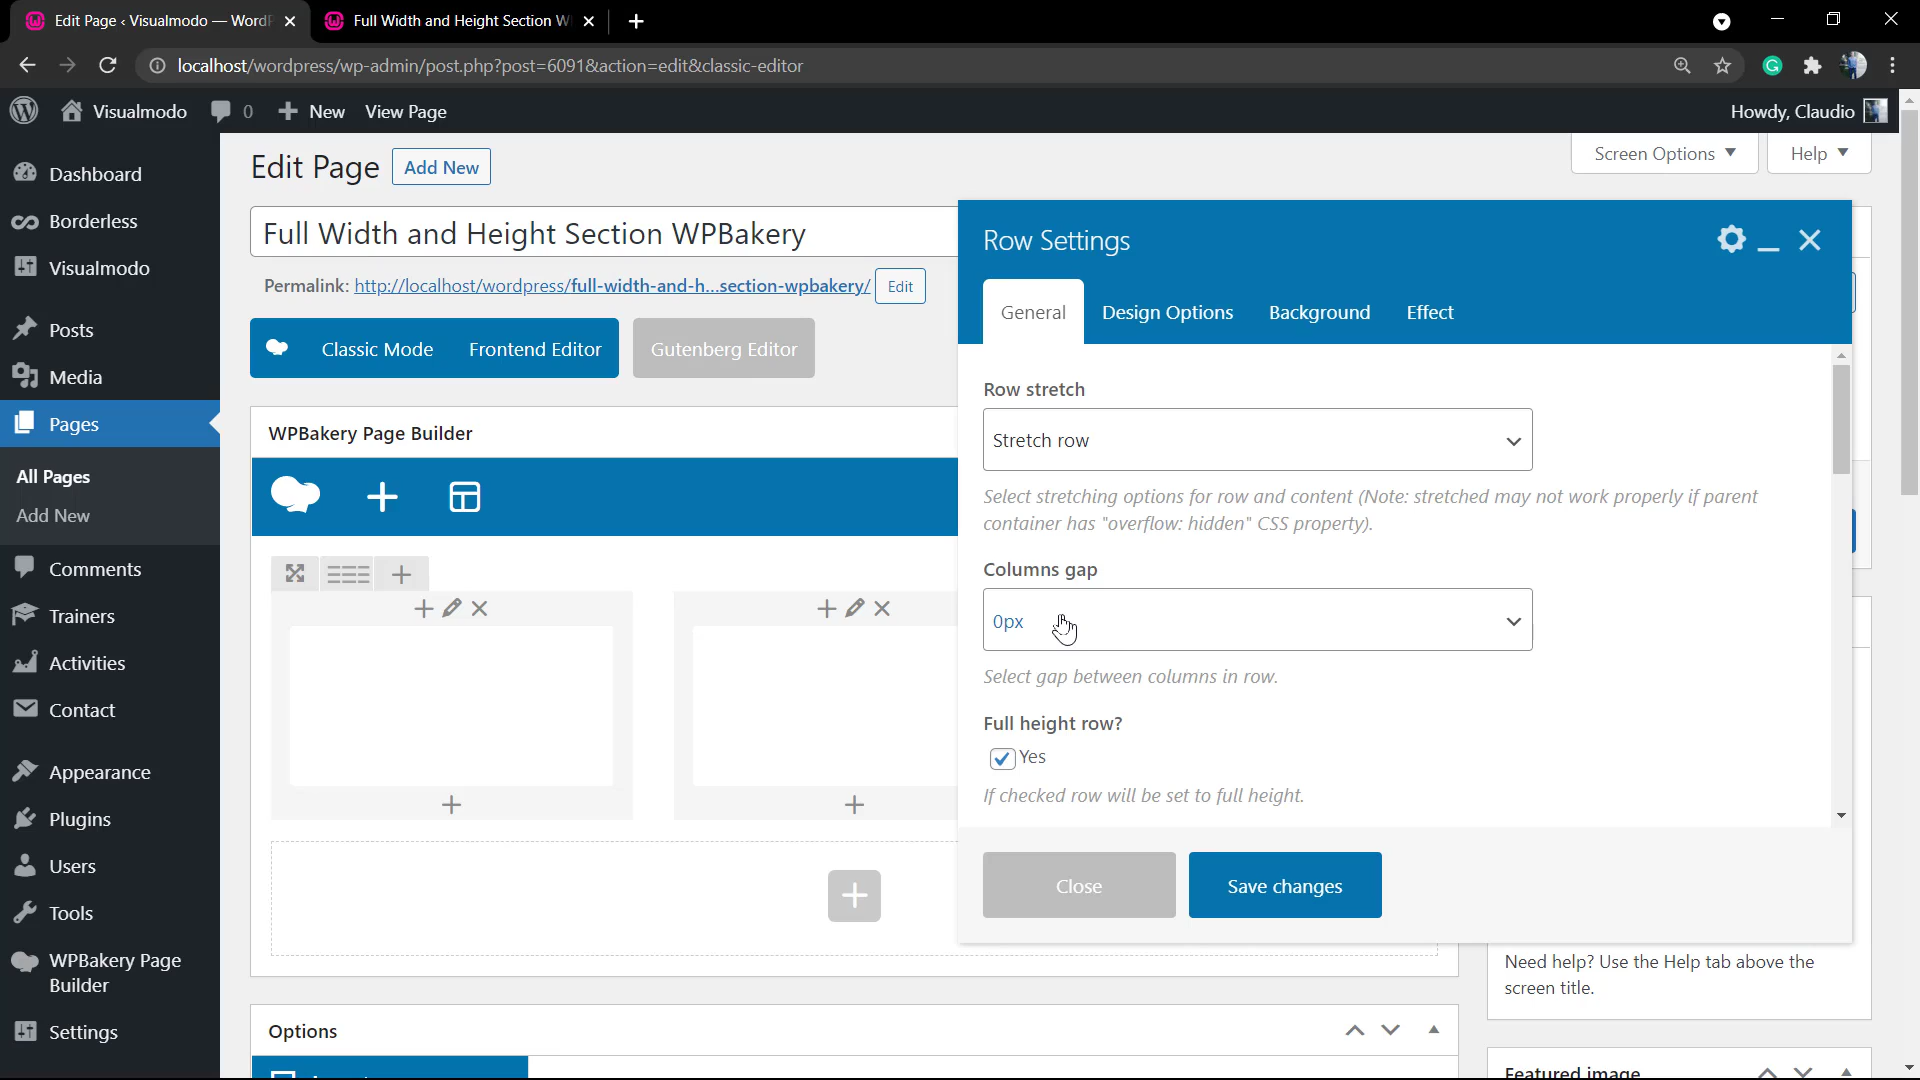 Edit Page ‹ Visualmodo — WordP
Full Width and Height Section W
localhost/wordpress/wp-admin/post.php?post=6091&action=edit&classic-editor
Visualmodo
0
New
View Page
Howdy, Claudio
Dashboard
Borderless
Visualmodo
Posts
Media
Pages
All Pages
Add New
Comments
Trainers
Activities
Contact
Appearance
Plugins
Users
Tools
WPBakery Page
Builder
Settings
Edit Page
Add New
Screen Options
Help
Full Width and Height Section WPBakery
Permalink: http://localhost/wordpress/full-width-and-h...section-wpbakery/
Edit
Classic Mode
Frontend Editor
Gutenberg Editor
WPBakery Page Builder
Options
Row Settings
General
Design Options
Background
Effect
Row stretch
Stretch row
Select stretching options for row and content (Note: stretched may not work properly if parent
container has "overflow: hidden" CSS property).
Columns gap
0px
Select gap between columns in row.
Full height row?
Yes
If checked row will be set to full height.
Close
Save changes
Need help? Use the Help tab above the
screen title.
Featured image